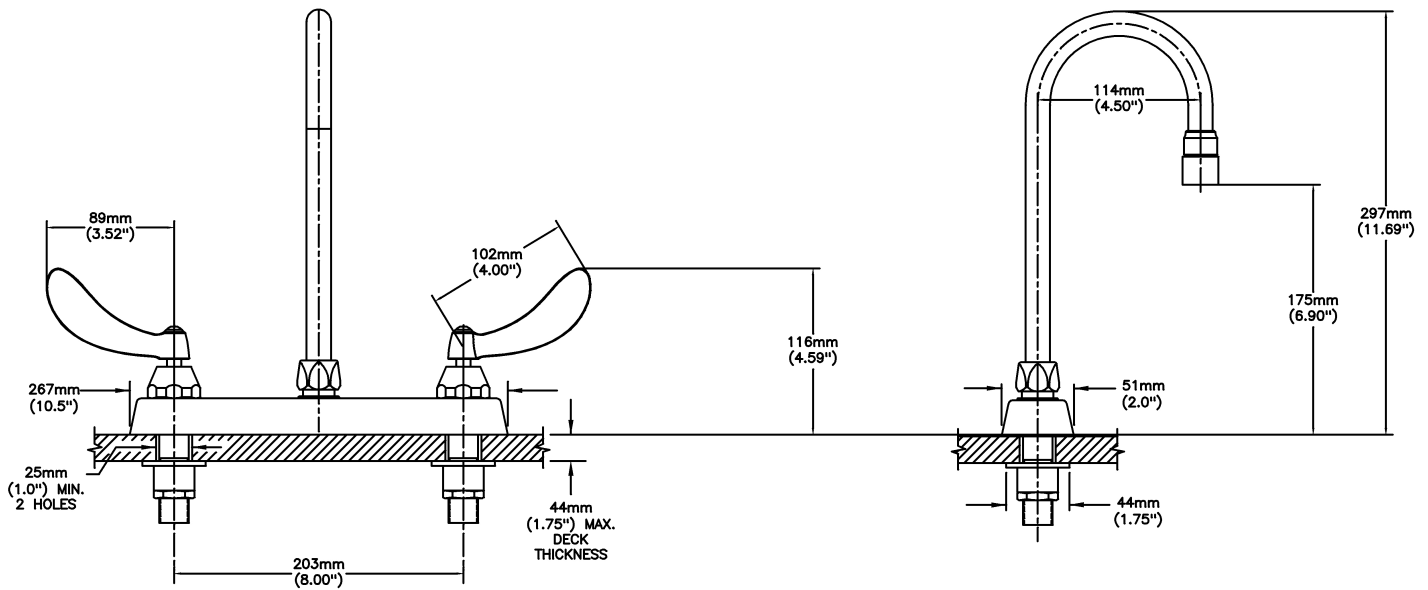 89mm
(3.52")
102mm
(4.00")
116mm
(4.59")
267mm
(10.5")
25mm
(1.0") MIN.
2 HOLES
44mm
(1.75") MAX.
DECK
THICKNESS
203mm
(8.00")
114mm
(4.50")
297mm
(11.69")
175mm
(6.90")
51mm
(2.0")
44mm
(1.75")